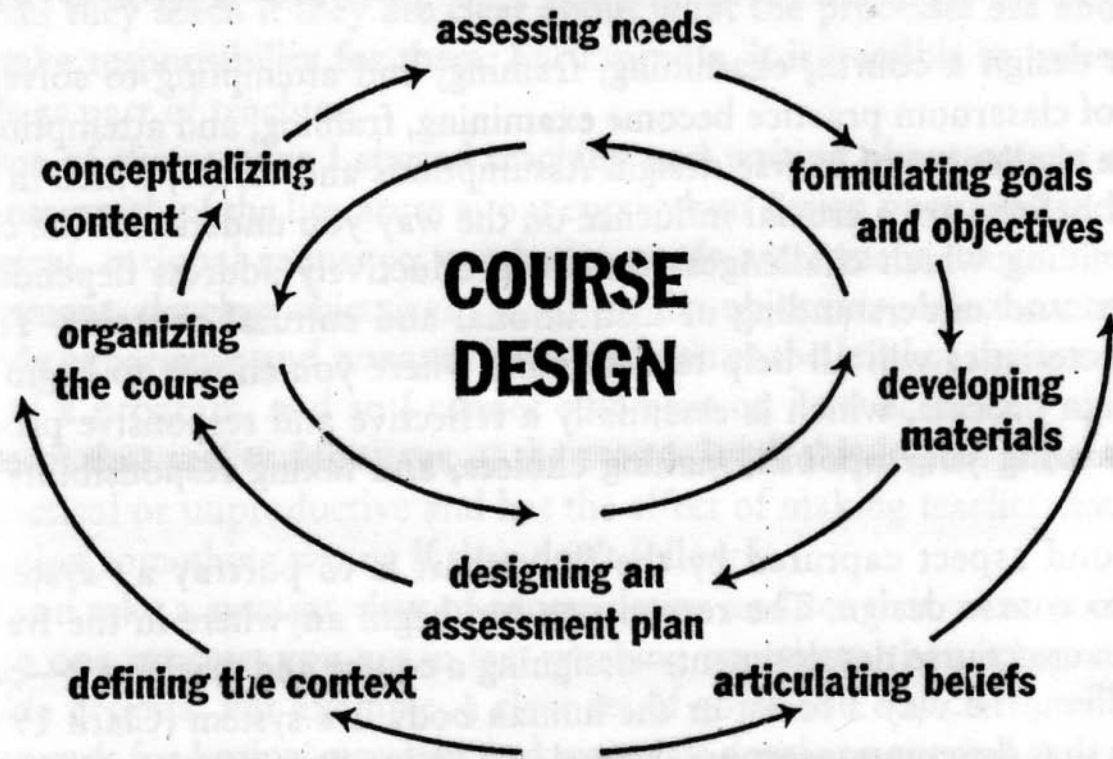 assessing needs
conceptualizing
content
formulating goals
and objectives
COURSE
DESIGN
organizing
the course
developing
materials
designing an
assessment plan
defining the context
articulating beliefs